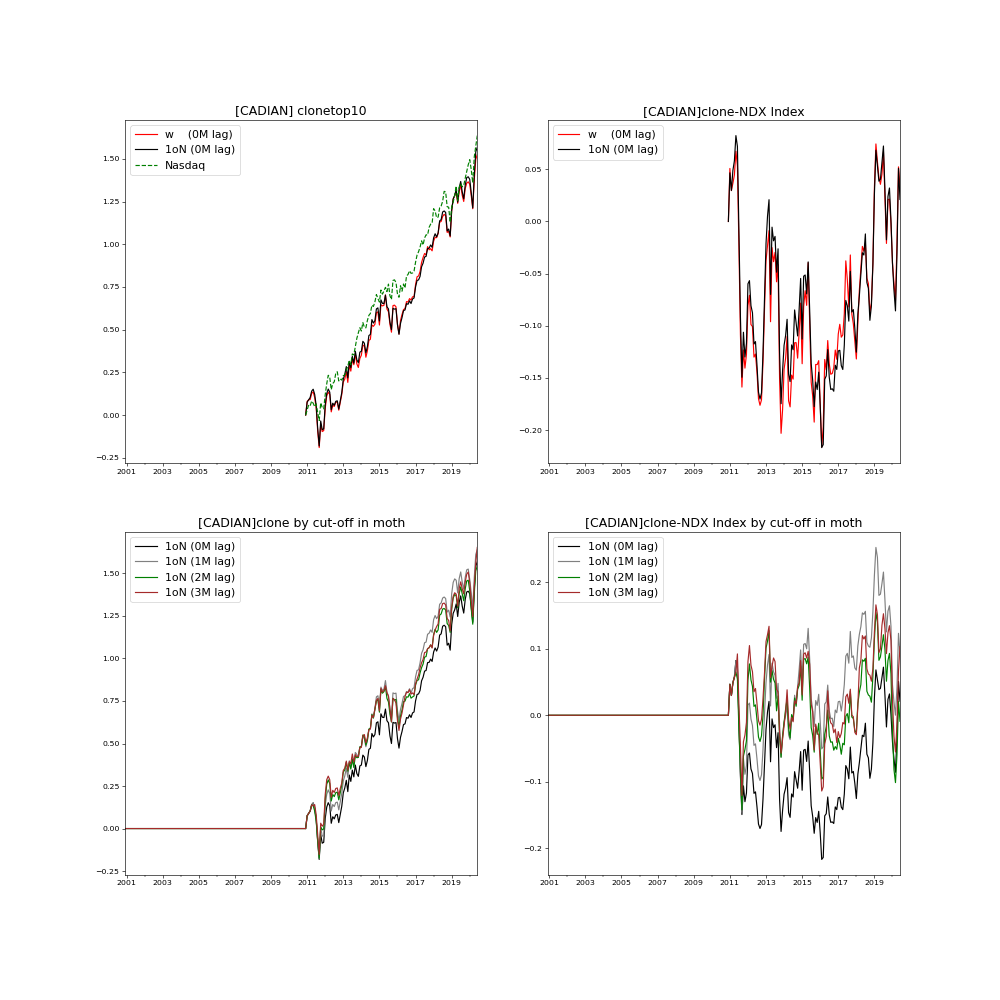 [CADIAN] clonetop10
w    (0M lag)
1oN (0M lag)
Nasdaq
1.50
1.25
1.00
0.75
0.50
0.25
0.00
−0.25
2001 2003 2005 2007 2009 2011 2013 2015 2017 2019
[CADIAN]clone-NDX Index
w    (0M lag)
1oN (0M lag)
0.05
0.00
−0.05
−0.10
−0.15
−0.20
2001 2003 2005 2007 2009 2011 2013 2015 2017 2019
[CADIAN]clone by cut-off in moth
1oN (0M lag)
1oN (1M lag)
1oN (2M lag)
1oN (3M lag)
1.50
1.25
1.00
0.75
0.50
0.25
0.00
−0.25
2001 2003 2005 2007 2009 2011 2013 2015 2017 2019
[CADIAN]clone-NDX Index by cut-off in moth
1oN (0M lag)
1oN (1M lag)
1oN (2M lag)
1oN (3M lag)
0.2
0.1
0.0
−0.1
−0.2
2001 2003 2005 2007 2009 2011 2013 2015 2017 2019